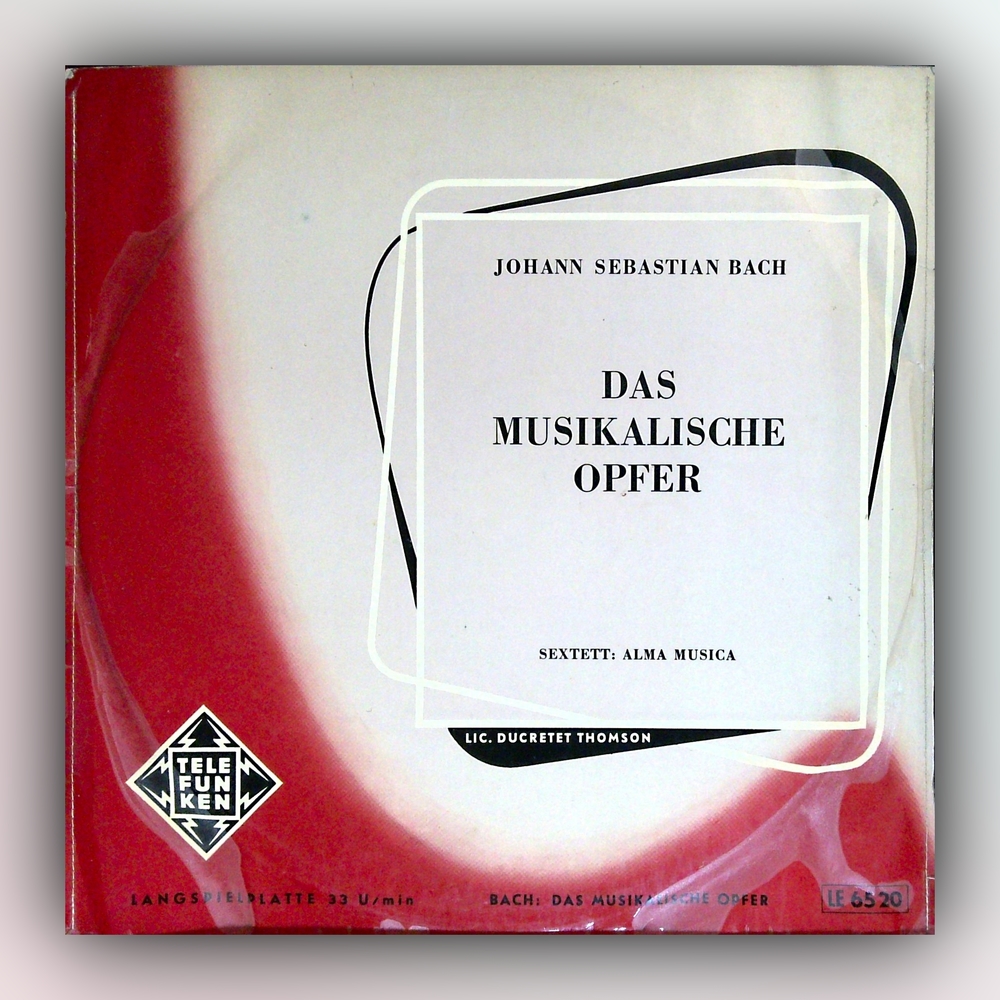 JOHANN SEBASTIAN BACH
DAS
MUSIKALISCHE
OPFER
SEXTETT: ALMA MUSICA
LIC. DUCRETET THOMSON
TELE
FUN
KEN
LANGSPIELPLATTE 33 U/min
BACH: DAS MUSIKALISCHE OPFER
LE 6520